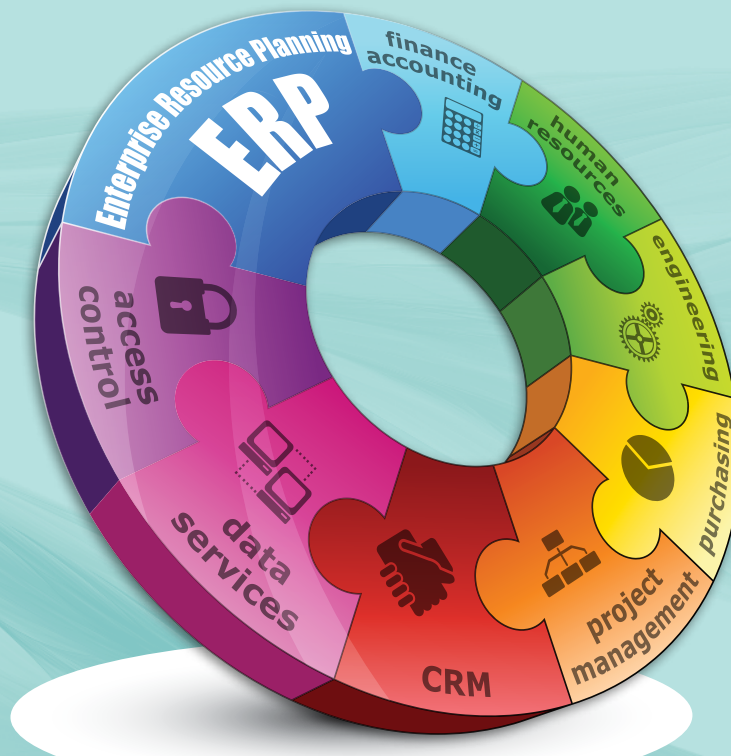 Enterprise Resource Planning
ERP
finance
accounting
human
resources
engineering
purchasing
project
management
CRM
data
services
access
control